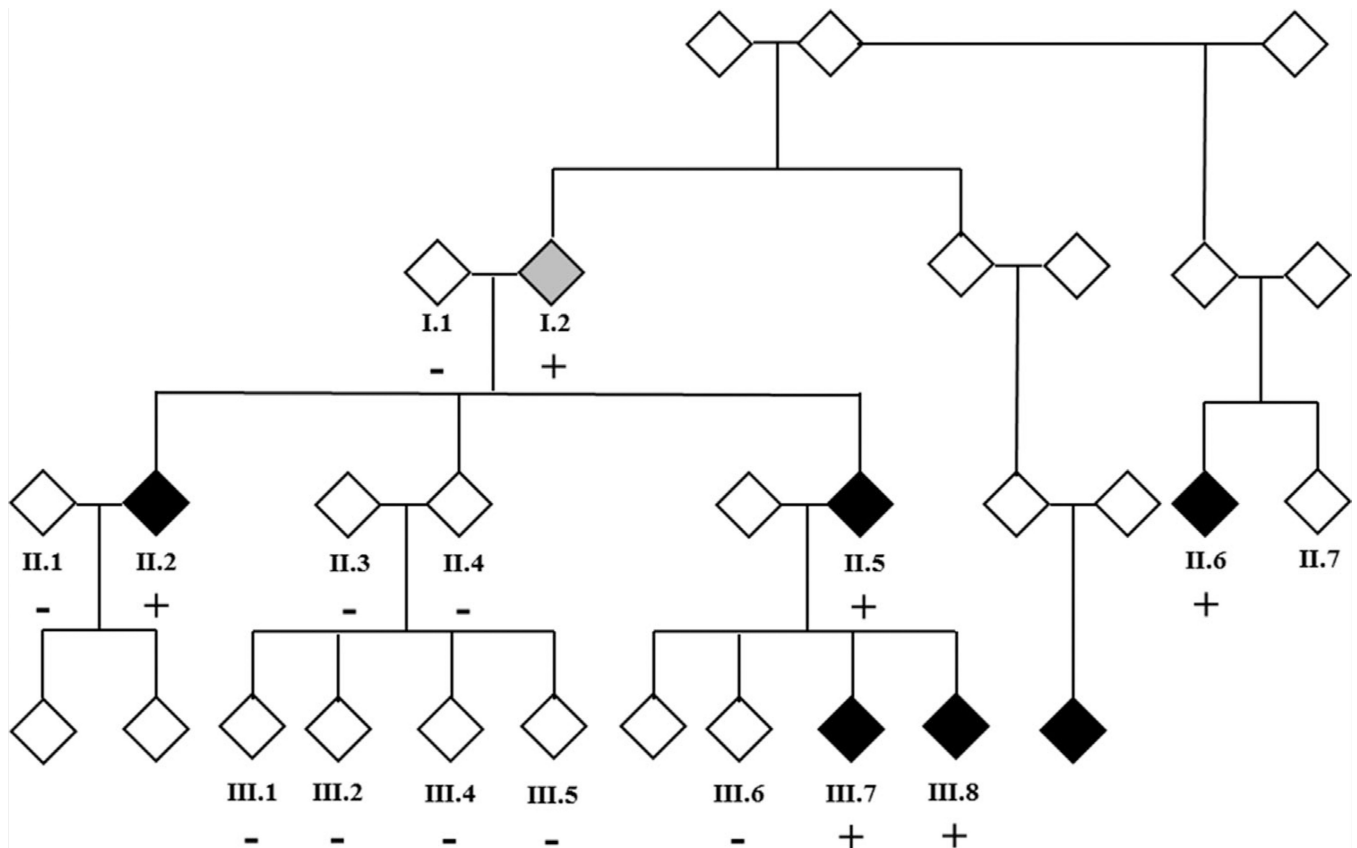 I.1 I.2
- +
II.1 II.2 II.3 II.4 II.5 II.6 II.7
- + - - + +
III.1 III.2 III.4 III.5 III.6 III.7 III.8
- - - - - + +